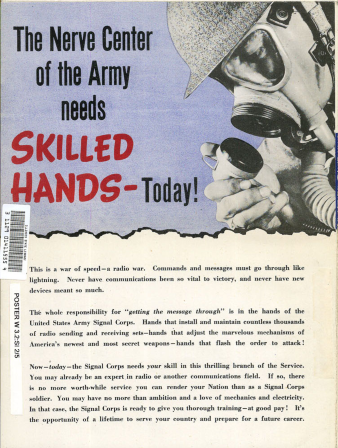 The Nerve Center
of the Army
needs
SKILLED
HANDS-Today!
This is a war of speed—a radio war. Commands and messages must go through like
lightning. Never have communications been so vital to victory, and never have new
devices meant so much.
The whole responsibility for "getting the message through" is in the hands of the
United States Army Signal Corps. Hands that install and maintain countless thousands
of radio sending and receiving sets—hands that adjust the marvelous mechanisms of
America's newest and most secret weapons—hands that flash the order to attack!
Now—today—the Signal Corps needs your skill in this thrilling branch of the Service.
You may already be an expert in radio or another communications field. If so, there
is no more worth-while service you can render your Nation than as a Signal Corps
soldier. You may have no more than ambition and a love of mechanics and electricity.
In that case, the Signal Corps is ready to give you thorough training—at good pay! It's
the opportunity of a lifetime to serve your country and prepare for a future career.
POSTER W 3.2:Si 2/5